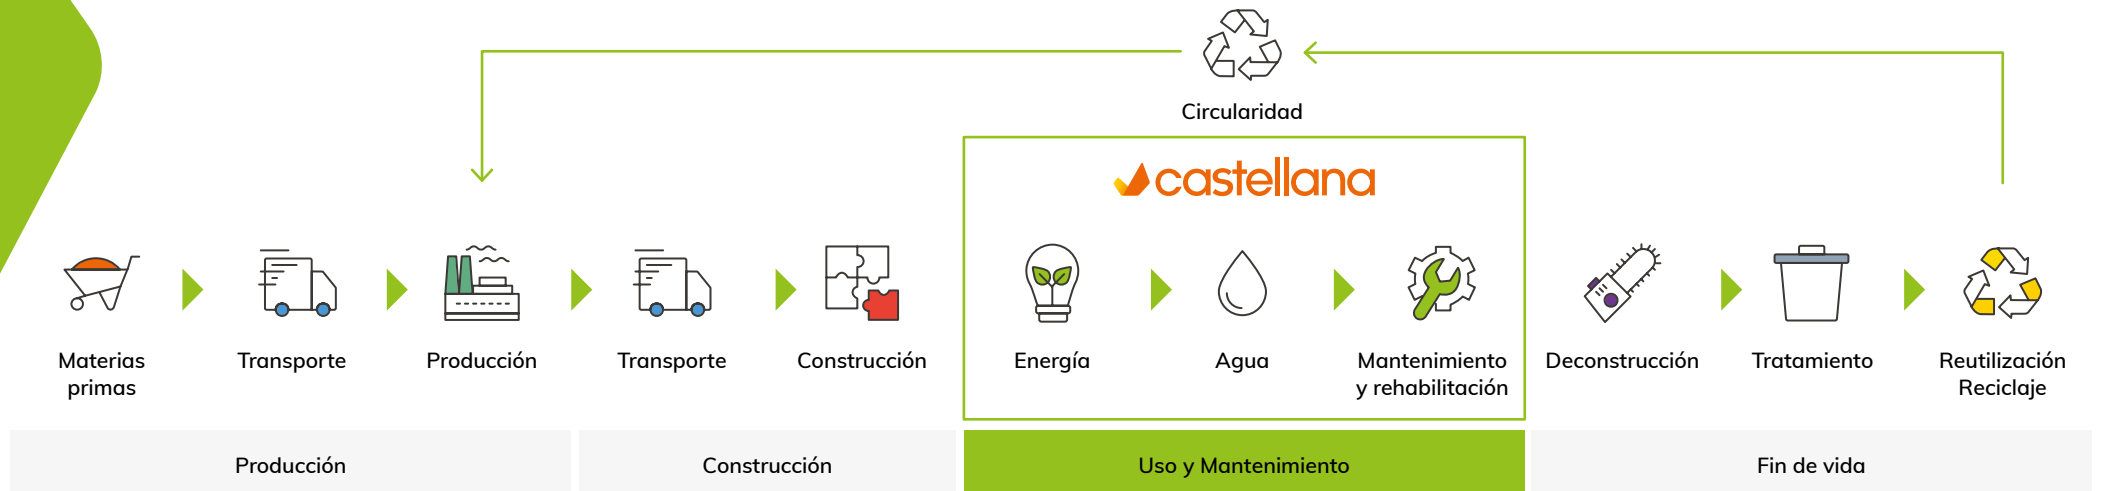 Circularidad
castellana
Materias
primas
Transporte
Producción
Transporte
Construcción
Energía
Agua
Mantenimiento
y rehabilitación
Deconstrucción
Tratamiento
Reutilización
Reciclaje
Producción
Construcción
Uso y Mantenimiento
Fin de vida